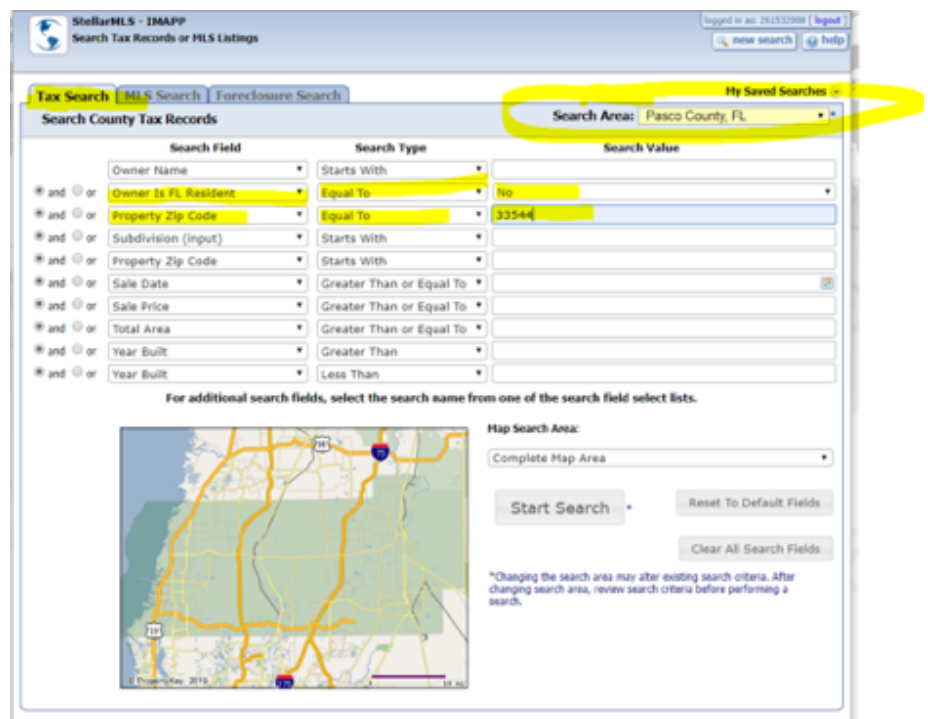 StellarMLS - IMAPP
Search Tax Records or MLS Listings
logged in as: 261532008 [ logout ]
new search help
Tax Search MLS Search Foreclosure Search
My Saved Searches
Search County Tax Records
Search Area: Pasco County, FL *
Search Field Search Type Search Value
Owner Name Starts With
and or Owner Is FL Resident Equal To No
and or Property Zip Code Equal To 33544
and or Subdivision (input) Starts With
and or Property Zip Code Starts With
and or Sale Date Greater Than or Equal To
and or Sale Price Greater Than or Equal To
and or Total Area Greater Than or Equal To
and or Year Built Greater Than
and or Year Built Less Than
For additional search fields, select the search name from one of the search field select lists.
Map Search Area:
Complete Map Area
Start Search *
Reset To Default Fields
Clear All Search Fields
*Changing the search area may alter existing search criteria. After
changing search area, review search criteria before performing a
search.
98
75
19
275
© PropertyKey, 2019